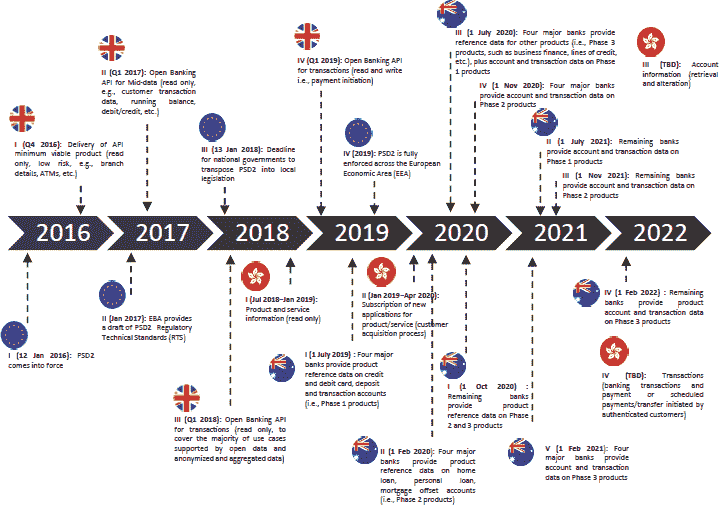 II (Q1 2017): Open Banking
API for Mid-data (read only,
e.g., customer transaction
data, running balance,
debit/credit, etc.)
I (Q4 2016): Delivery of API
minimum viable product (read
only, low risk, e.g., branch
details, ATMs, etc.)
III (13 Jan 2018): Deadline
for national governments to
transpose PSD2 into local
legislation
IV (Q1 2019): Open Banking API
for transactions (read and write
i.e., payment initiation)
IV (2019): PSD2 is fully
enforced across the European
Economic Area (EEA)
III (1 July 2020): Four major banks provide
reference data for other products (i.e., Phase 3
products, such as business finance, lines of credit,
etc.), plus account and transaction data on Phase
1 products
IV (1 Nov 2020): Four major banks
provide account and transaction data on
Phase 2 products
II (1 July 2021): Remaining banks
provide account and transaction data on
Phase 1 products
III (1 Nov 2021): Remaining banks
provide account and transaction data on
Phase 2 products
III (TBD): Account
information (retrieval
and alteration)
2016 2017 2018 2019 2020 2021 2022
I (12 Jan 2016): PSD2
comes into force
II (Jan 2017): EBA provides
a draft of PSD2 Regulatory
Technical Standards (RTS)
III (Q1 2018): Open Banking API
for transactions (read only, to
cover the majority of use cases
supported by open data and
anonymized and aggregated data)
I (Jul 2018–Jan 2019):
Product and service
information (read only)
I (1 July 2019) : Four major
banks provide product
reference data on credit
and debit card, deposit
and transaction accounts
(i.e., Phase 1 products)
II (Jan 2019–Apr 2020):
Subscription of new
applications for
product/service (customer
acquisition process)
II (1 Feb 2020): Four major
banks provide product
reference data on home
loan, personal loan,
mortgage offset accounts
(i.e., Phase 2 products)
I (1 Oct 2020) :
Remaining banks
provide product
reference data on Phase
2 and 3 products
V (1 Feb 2021): Four
major banks provide
account and transaction
data on Phase 3 products
IV (1 Feb 2022) : Remaining
banks provide product
account and transaction data
on Phase 3 products
IV (TBD): Transactions
(banking transactions and
payment or scheduled
payments/transfer initiated by
authenticated customers)